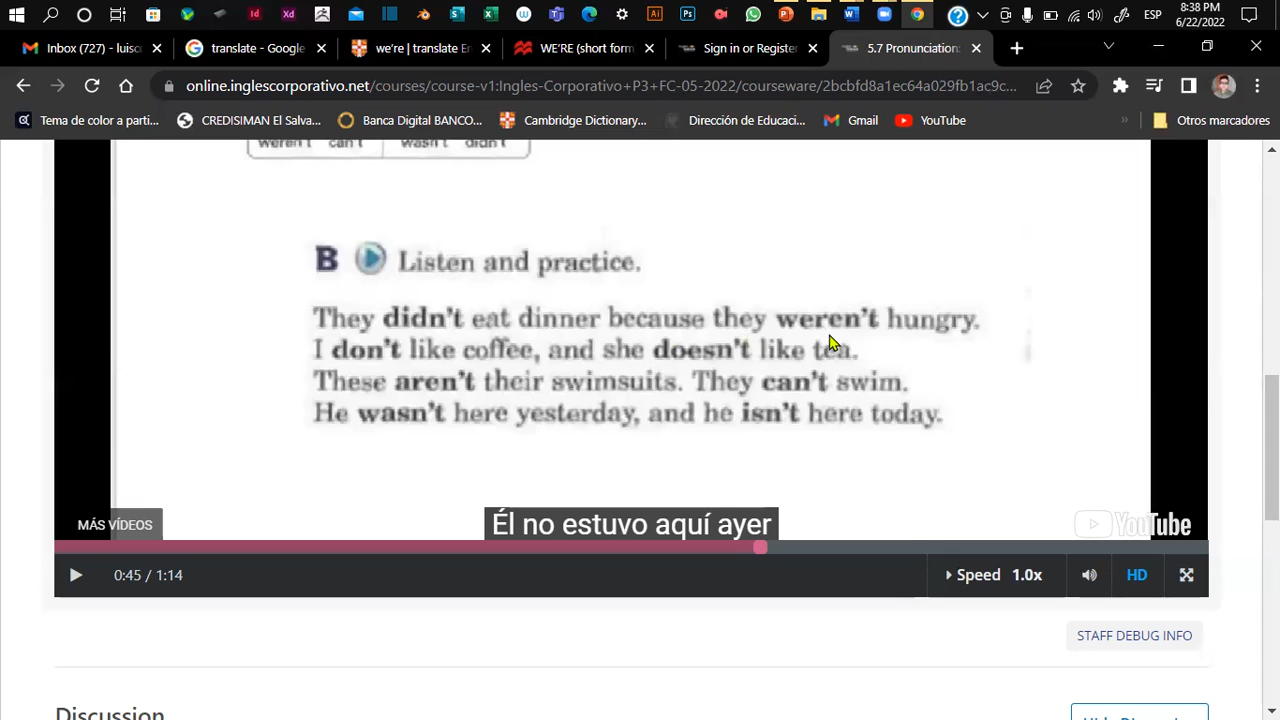 8:38 PM
ESP
6/22/2022
Inbox (727) - luisc
translate - Google
we're | translate En
WE'RE (short form
Sign in or Register
5.7 Pronunciation:
online.inglescorporativo.net/courses/course-v1:Ingles-Corporativo+P3+FC-05-2022/courseware/2bcbfd8a1ec64a029fb1ac9c...
Tema de color a parti...
CREDISIMAN El Salva...
Banca Digital BANCO...
Cambridge Dictionary...
Dirección de Educaci...
Gmail
YouTube
»
Otros marcadores
weren't can't wasn't didn't
B Listen and practice.
They didn't eat dinner because they weren't hungry.
I don't like coffee, and she doesn't like tea.
These aren't their swimsuits. They can't swim.
He wasn't here yesterday, and he isn't here today.
MÁS VÍDEOS
Él no estuvo aquí ayer
YouTube
0:45 / 1:14
Speed 1.0x
HD
STAFF DEBUG INFO
Discussion